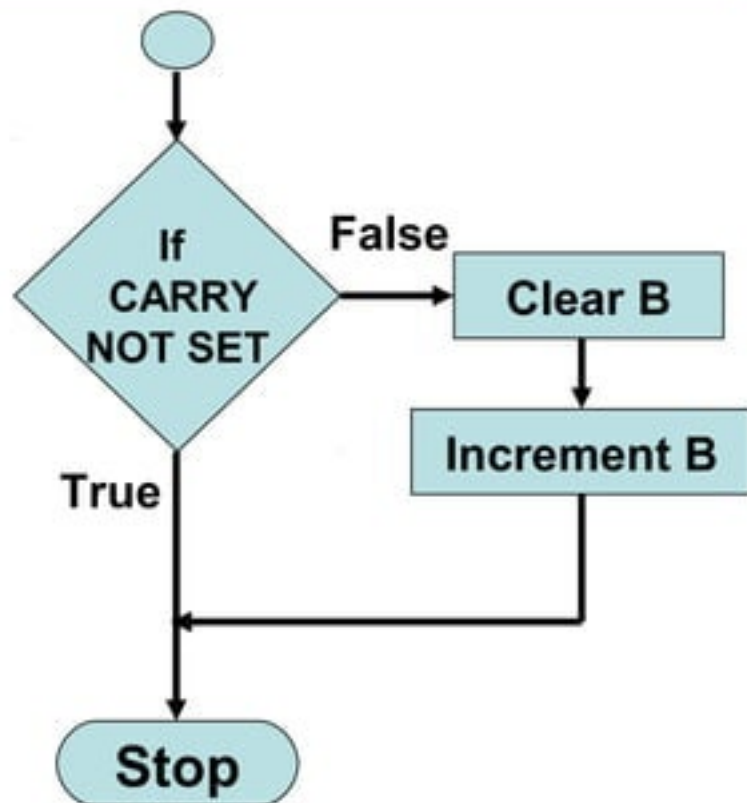 If
CARRY
NOT SET
False
Clear B
Increment B
True
Stop